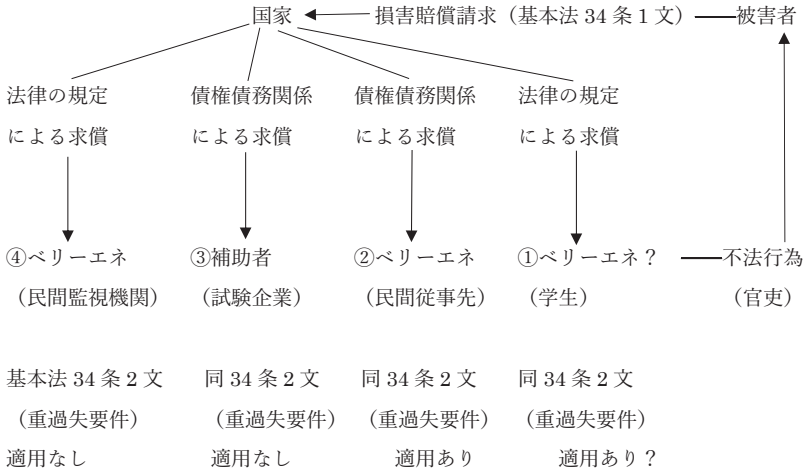 国家 損害賠償請求（基本法 34 条 1 文） 被害者
法律の規定 債権債務関係 債権債務関係 法律の規定
による求償 による求償 による求償 による求償
④ベリーエネ ③補助者 ②ベリーエネ ①ベリーエネ？ 不法行為
（民間監視機関） （試験企業） （民間従事先） （学生） （官吏）
基本法 34 条 2 文 同 34 条 2 文 同 34 条 2 文 同 34 条 2 文
（重過失要件） （重過失要件） （重過失要件） （重過失要件）
適用なし 適用なし 適用あり 適用あり？